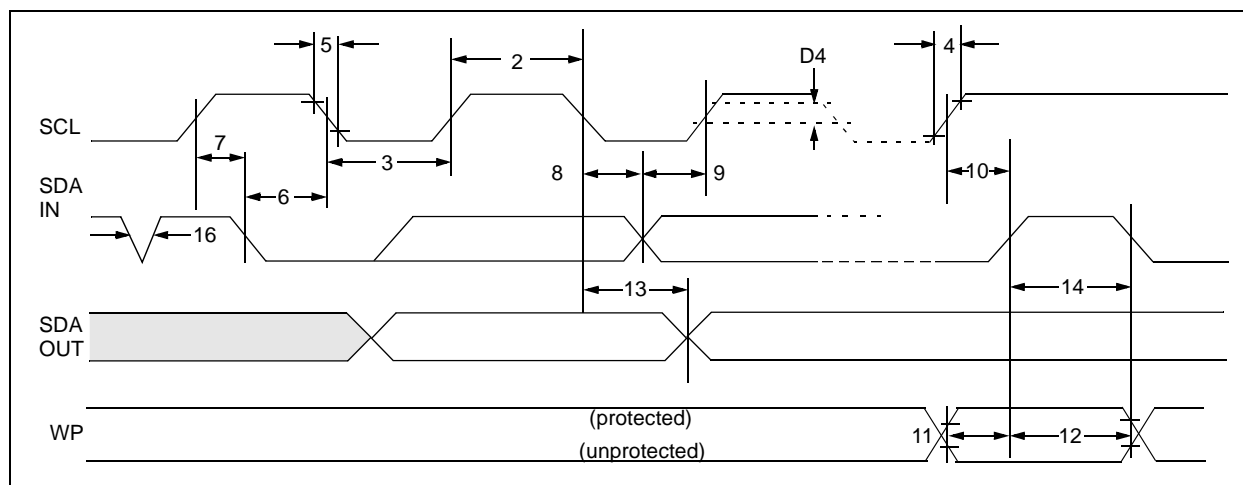 5
2
D4
4
SCL
7
3
8
9
10
SDA
IN
6
16
13
14
SDA
OUT
WP
(protected)
11
12
(unprotected)